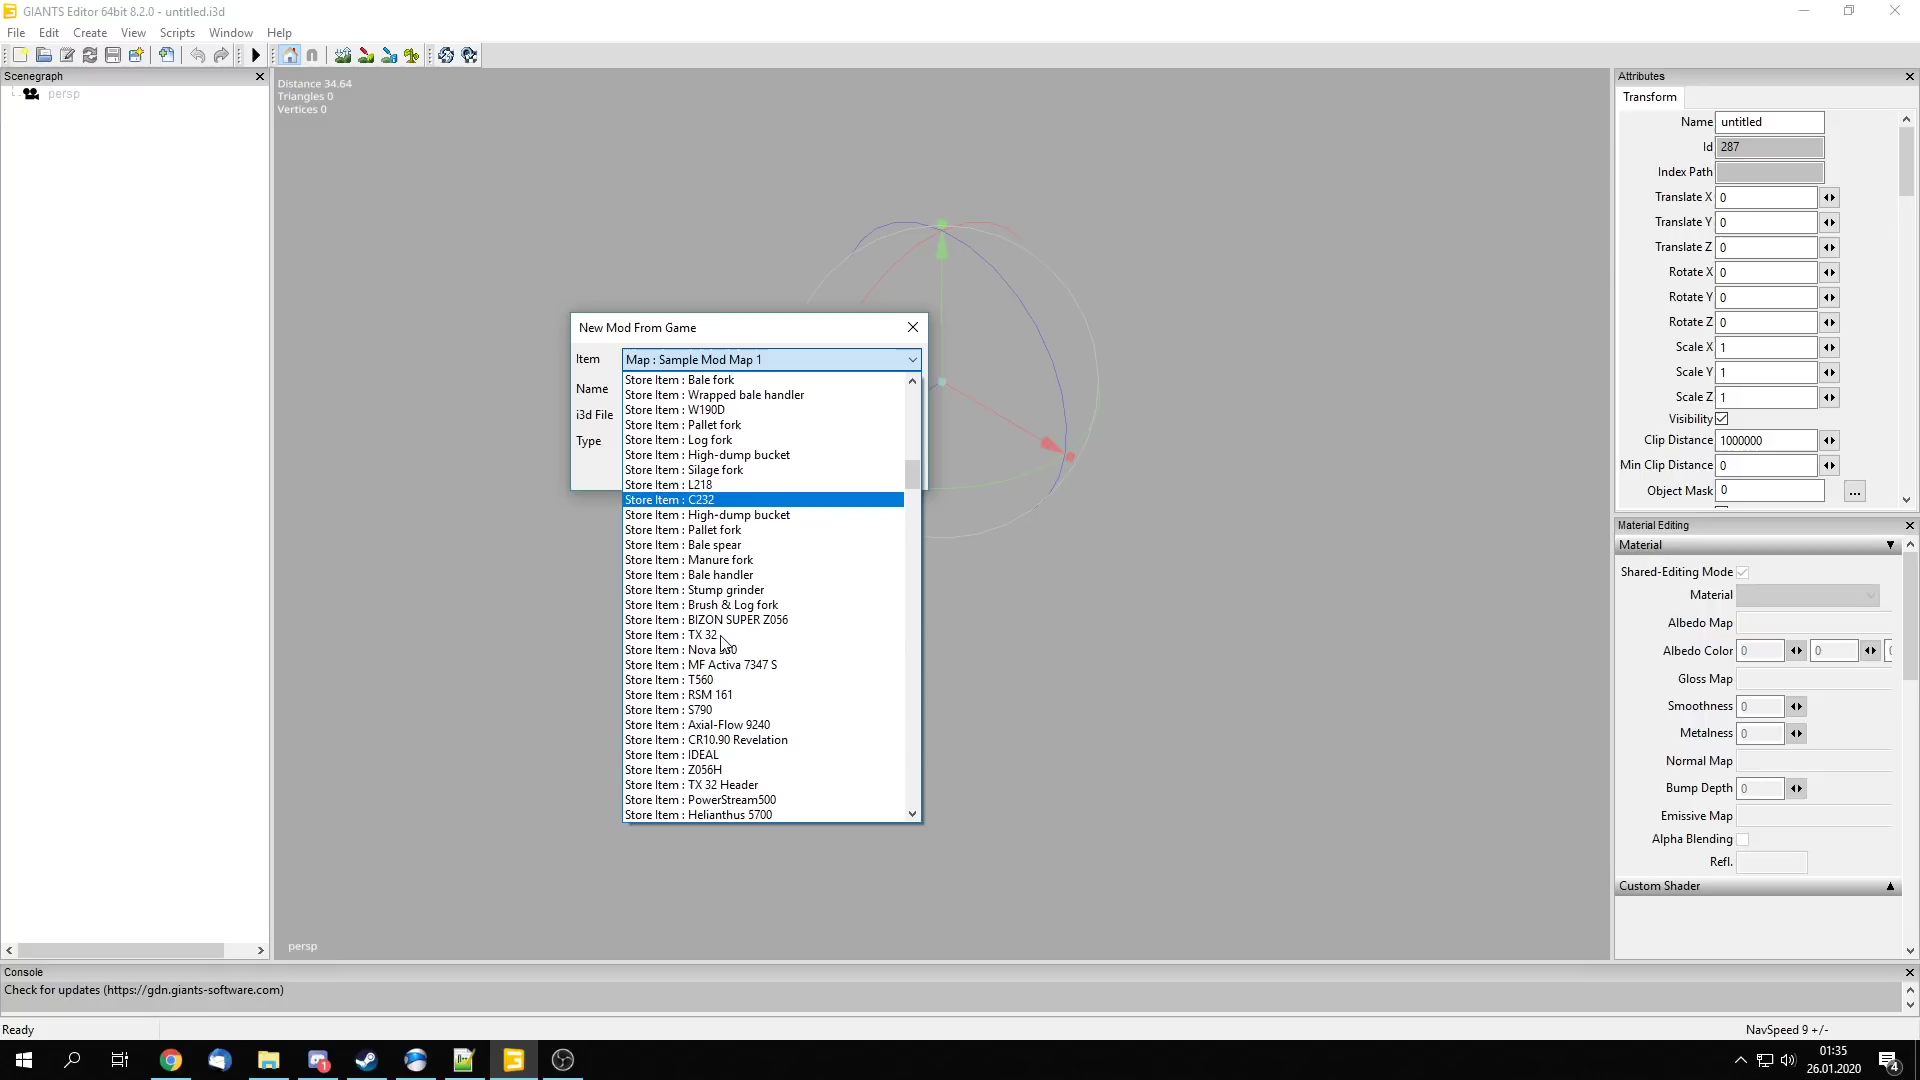 GIANTS Editor 64bit 8.2.0 - untitled.i3d
File Edit Create View Scripts Window Help
Scenegraph
persp
Distance 34.64
Triangles 0
Vertices 0
New Mod From Game
Item Map : Sample Mod Map 1
Name
i3d File
Type
Store Item : Bale fork
Store Item : Wrapped bale handler
Store Item : W190D
Store Item : Pallet fork
Store Item : Log fork
Store Item : High-dump bucket
Store Item : Silage fork
Store Item : L218
Store Item : C232
Store Item : High-dump bucket
Store Item : Pallet fork
Store Item : Bale spear
Store Item : Manure fork
Store Item : Bale handler
Store Item : Stump grinder
Store Item : Brush & Log fork
Store Item : BIZON SUPER Z056
Store Item : TX 32
Store Item : Nova
Store Item : MF Activa 7347 S
Store Item : T560
Store Item : RSM 161
Store Item : S790
Store Item : Axial-Flow 9240
Store Item : CR10.90 Revelation
Store Item : IDEAL
Store Item : Z056H
Store Item : TX 32 Header
Store Item : PowerStream500
Store Item : Helianthus 5700
persp
Attributes
Transform
Name untitled
Id 287
Index Path
Translate X 0
Translate Y 0
Translate Z 0
Rotate X 0
Rotate Y 0
Rotate Z 0
Scale X 1
Scale Y 1
Scale Z 1
Visibility
Clip Distance 1000000
Min Clip Distance 0
Object Mask 0 ...
Material Editing
Material
Shared-Editing Mode
Material
Albedo Map
Albedo Color 0 0
Gloss Map
Smoothness 0
Metalness 0
Normal Map
Bump Depth 0
Emissive Map
Alpha Blending
Refl.
Custom Shader
Console
Check for updates (https://gdn.giants-software.com)
Ready
NavSpeed 9 +/-
01:35
26.01.2020
1
4